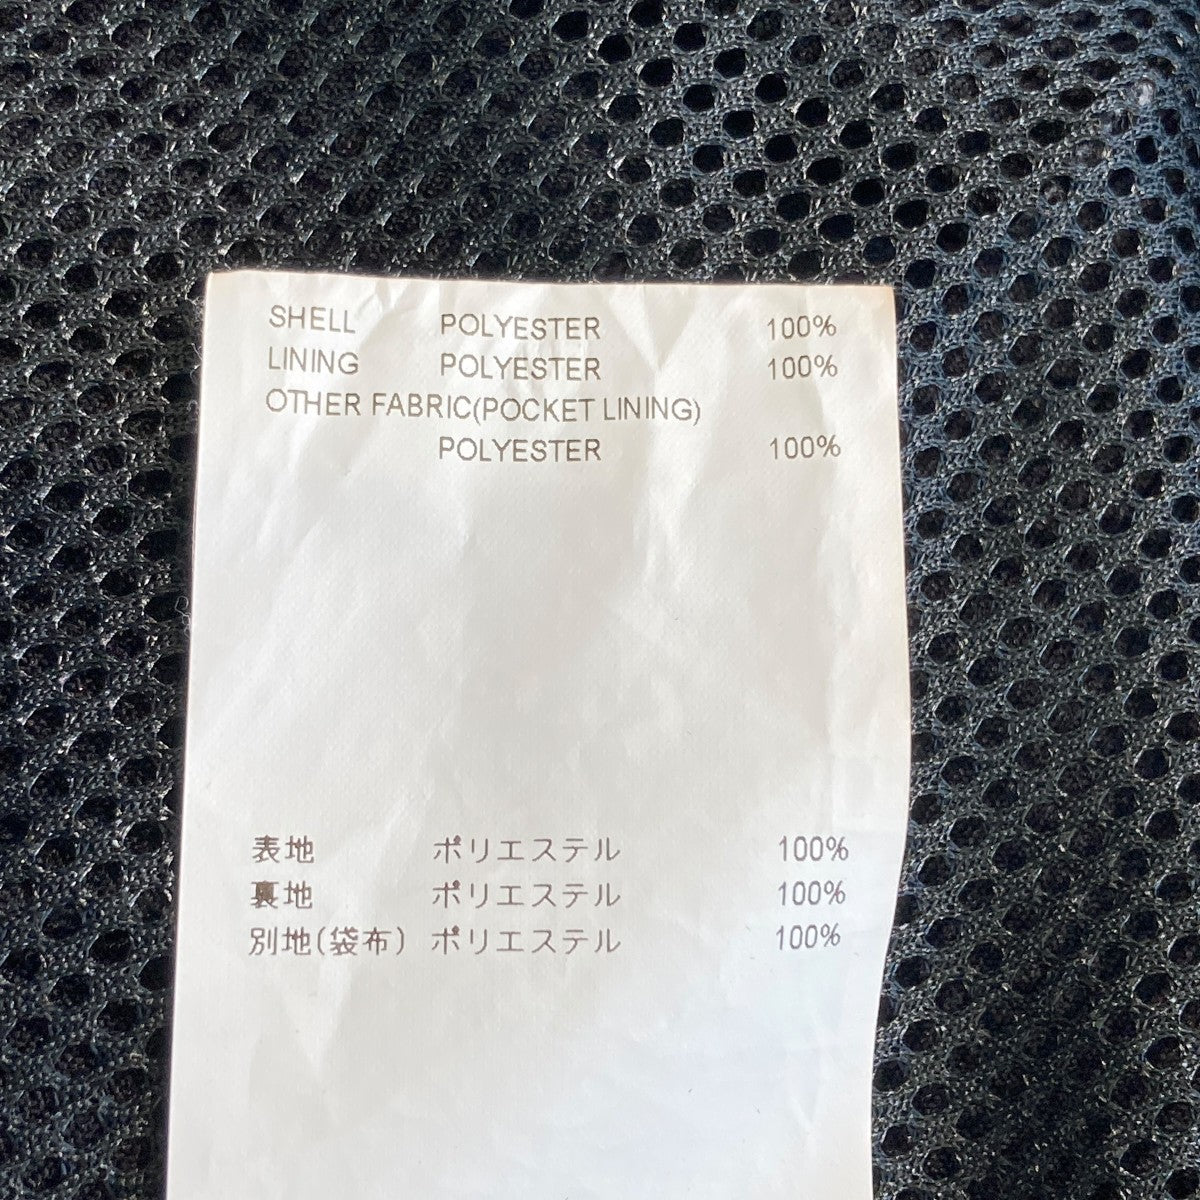 SHELL POLYESTER 100%
LINING POLYESTER 100%
OTHER FABRIC(POCKET LINING)
POLYESTER 100%
表地 ポリエステル 100%
裏地 ポリエステル 100%
別地(袋布) ポリエステル 100%